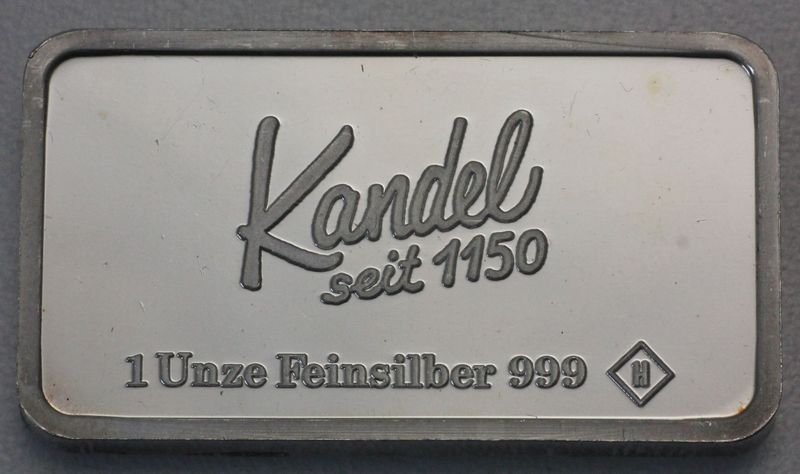 Kandel
seit 1150
1 Unze Feinsilber 999 H